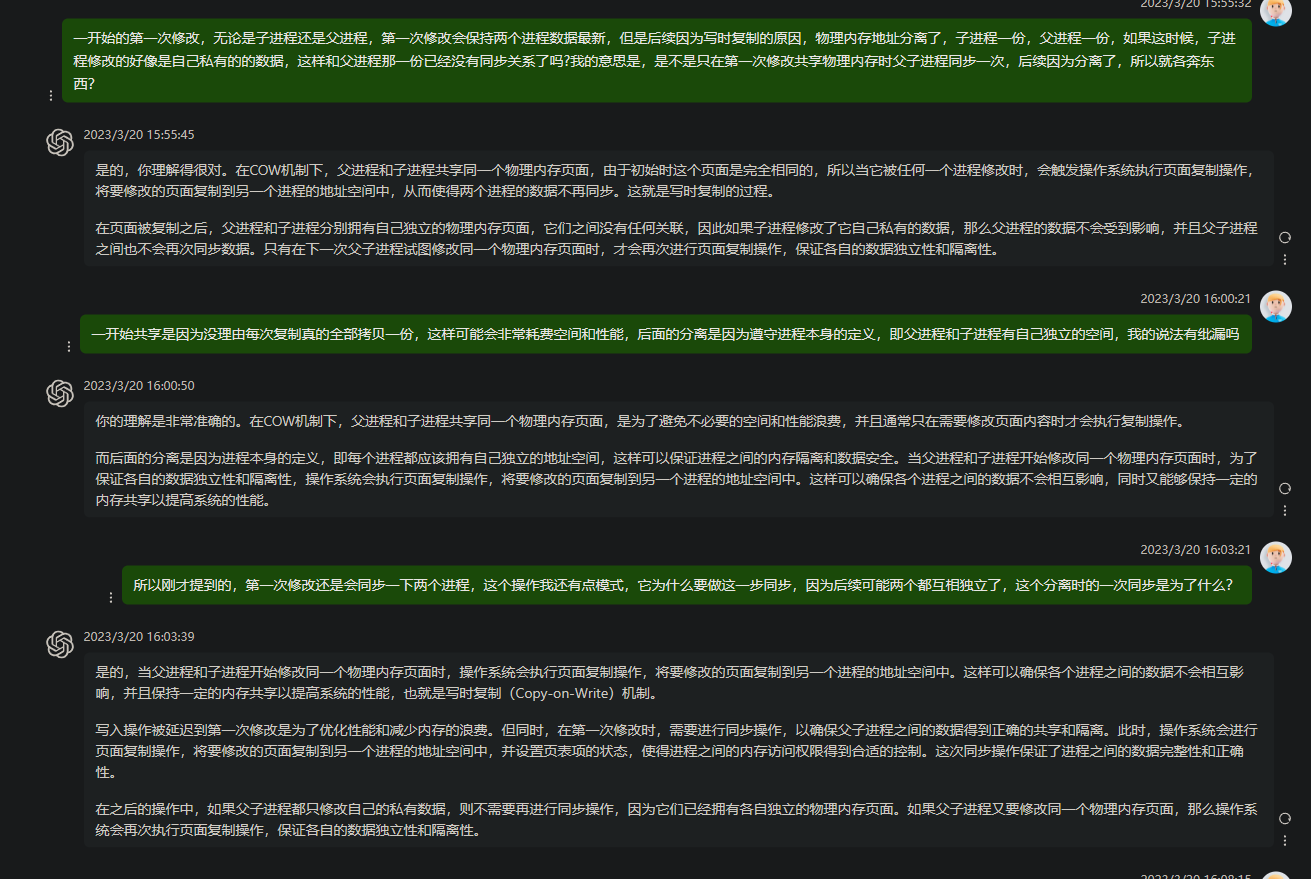 2023/3/20 15:55:32
一开始的第一次修改，无论是子进程还是父进程，第一次修改会保持两个进程数据最新，但是后续因为写时复制的原因，物理内存地址分离了，子进程一份，父进程一份，如果这时候，子进
程修改的好像是自己私有的的数据，这样和父进程那一份已经没有同步关系了吗?我的意思是，是不是只在第一次修改共享物理内存时父子进程同步一次，后续因为分离了，所以就各奔东
西?
2023/3/20 15:55:45
是的，你理解得很对。在COW机制下，父进程和子进程共享同一个物理内存页面，由于初始时这个页面是完全相同的，所以当它被任何一个进程修改时，会触发操作系统执行页面复制操作，
将要修改的页面复制到另一个进程的地址空间中，从而使得两个进程的数据不再同步。这就是写时复制的过程。
在页面被复制之后，父进程和子进程分别拥有自己独立的物理内存页面，它们之间没有任何关联，因此如果子进程修改了它自己私有的数据，那么父进程的数据不会受到影响，并且父子进程
之间也不会再次同步数据。只有在下一次父子进程试图修改同一个物理内存页面时，才会再次进行页面复制操作，保证各自的数据独立性和隔离性。
2023/3/20 16:00:21
一开始共享是因为没理由每次复制真的全部拷贝一份，这样可能会非常耗费空间和性能，后面的分离是因为遵守进程本身的定义，即父进程和子进程有自己独立的空间，我的说法有纰漏吗
2023/3/20 16:00:50
你的理解是非常准确的。在COW机制下，父进程和子进程共享同一个物理内存页面，是为了避免不必要的空间和性能浪费，并且通常只在需要修改页面内容时才会执行复制操作。
而后面的分离是因为进程本身的定义，即每个进程都应该拥有自己独立的地址空间，这样可以保证进程之间的内存隔离和数据安全。当父进程和子进程开始修改同一个物理内存页面时，为了
保证各自的数据独立性和隔离性，操作系统会执行页面复制操作，将要修改的页面复制到另一个进程的地址空间中。这样可以确保各个进程之间的数据不会相互影响，同时又能够保持一定的
内存共享以提高系统的性能。
2023/3/20 16:03:21
所以刚才提到的，第一次修改还是会同步一下两个进程，这个操作我还有点模式，它为什么要做这一步同步，因为后续可能两个都互相独立了，这个分离时的一次同步是为了什么?
2023/3/20 16:03:39
是的，当父进程和子进程开始修改同一个物理内存页面时，操作系统会执行页面复制操作，将要修改的页面复制到另一个进程的地址空间中。这样可以确保各个进程之间的数据不会相互影
响，并且保持一定的内存共享以提高系统的性能，也就是写时复制（Copy-on-Write）机制。
写入操作被延迟到第一次修改是为了优化性能和减少内存的浪费。但同时，在第一次修改时，需要进行同步操作，以确保父子进程之间的数据得到正确的共享和隔离。此时，操作系统会进行
页面复制操作，将要修改的页面复制到另一个进程的地址空间中，并设置页表项的状态，使得进程之间的内存访问权限得到合适的控制。这次同步操作保证了进程之间的数据完整性和正确
性。
在之后的操作中，如果父子进程都只修改自己的私有数据，则不需要再进行同步操作，因为它们已经拥有各自独立的物理内存页面。如果父子进程又要修改同一个物理内存页面，那么操作系
统会再次执行页面复制操作，保证各自的数据独立性和隔离性。
2023/3/20 16:08:15